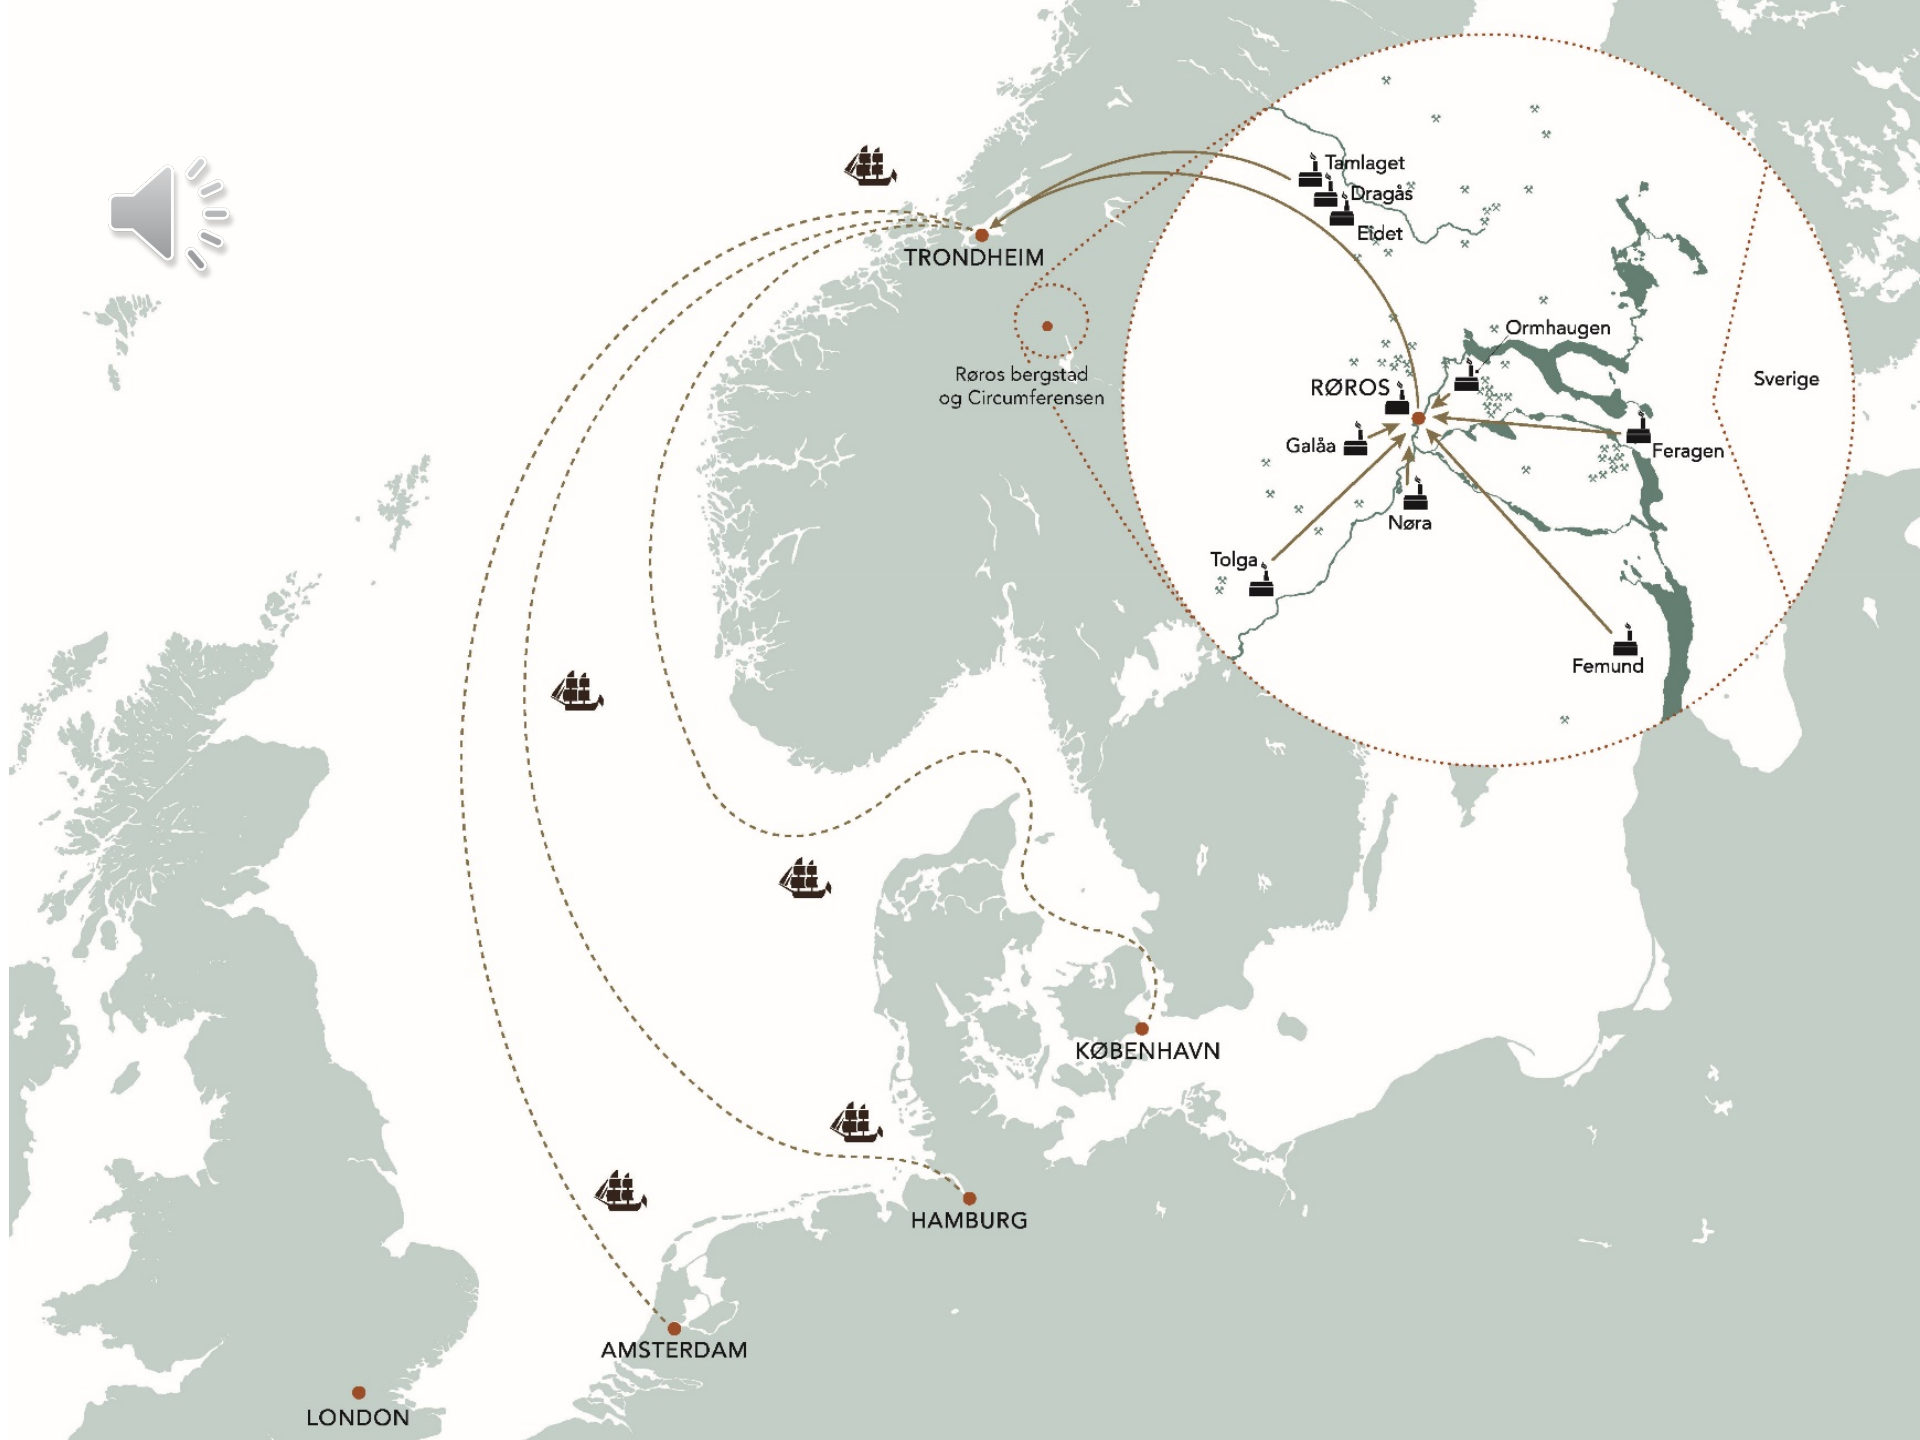 Tamlaget
Dragås
Eidet
TRONDHEIM
Ormhaugen
Røros bergstad
og Circumferensen
RØROS
Sverige
Galåa
Feragen
Nøra
Tolga
Femund
KØBENHAVN
HAMBURG
AMSTERDAM
LONDON